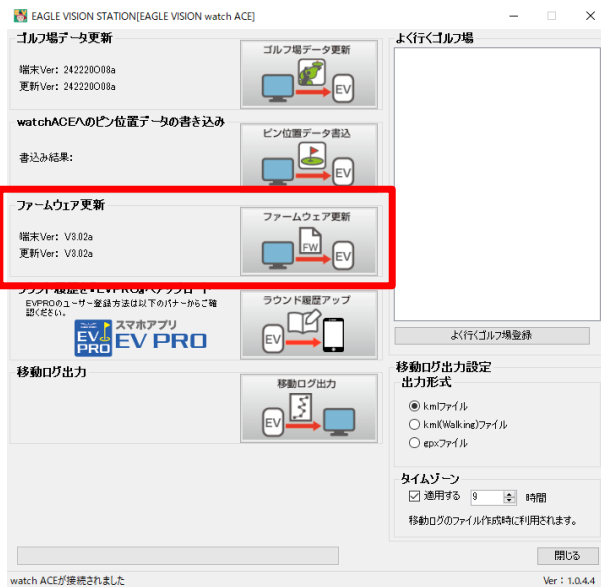 EAGLE VISION STATION[EAGLE VISION watch ACE]
ゴルフ場データ更新
端末Ver: 242220O08a
更新Ver: 242220O08a
ゴルフ場データ更新
EV
watchACEへのピン位置データの書き込み
書込み結果:
ピン位置データ書込
EV
ファームウェア更新
端末Ver: V3.02a
更新Ver: V3.02a
ファームウェア更新
FW
EV
EVPROのユーザー登録方法は以下のバナーからご確
認ください。
EV
PRO
スマホアプリ
EV PRO
ラウンド履歴アップ
EV
移動ログ出力
移動ログ出力
EV
よく行くゴルフ場
よく行くゴルフ場登録
移動ログ出力設定
出力形式
kmlファイル
kml(Walking)ファイル
gpxファイル
タイムゾーン
適用する 9 時間
移動ログのファイル作成時に利用されます。
閉じる
watch ACEが接続されました
Ver : 1.0.4.4